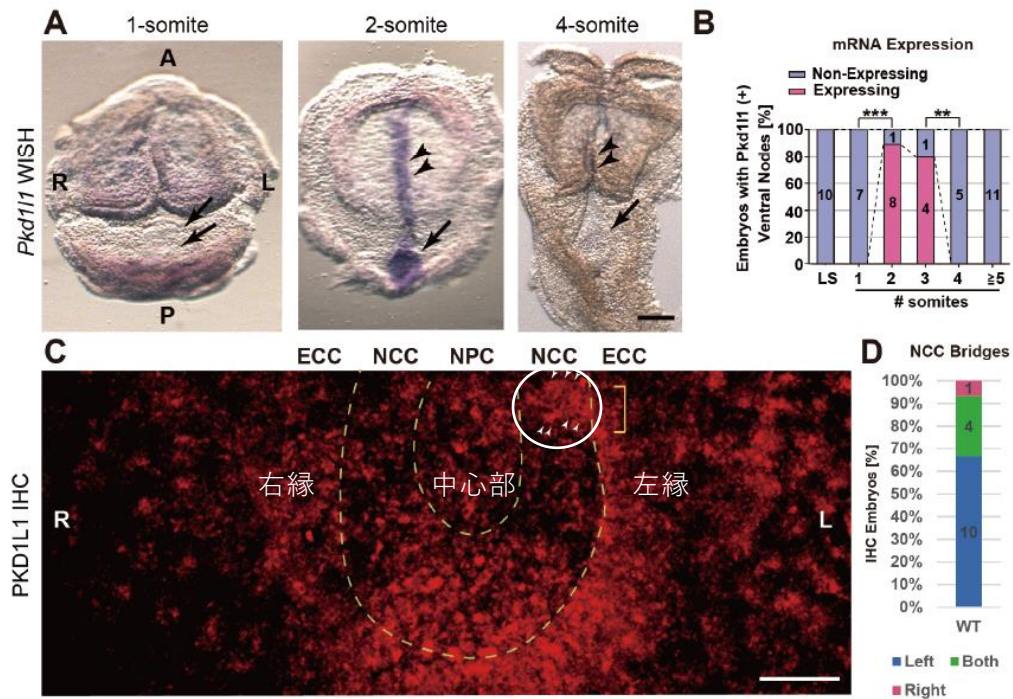 A
1-somite
2-somite
4-somite
Pkd1l1 WISH
A
R
L
P
B
mRNA Expression
Non-Expressing
Expressing
Embryos with Pkd1l1 (+)
Ventral Nodes [%]
***
**
100
80
60
40
20
0
10
7
1
8
1
4
5
11
LS
1
2
3
4
≧5
# somites
C
ECC
NCC
NPC
NCC
ECC
PKD1L1 IHC
R
右縁
中心部
左縁
L
D
NCC Bridges
IHC Embryos [%]
100%
90%
80%
70%
60%
50%
40%
30%
20%
10%
0%
1
4
10
WT
Left
Both
Right